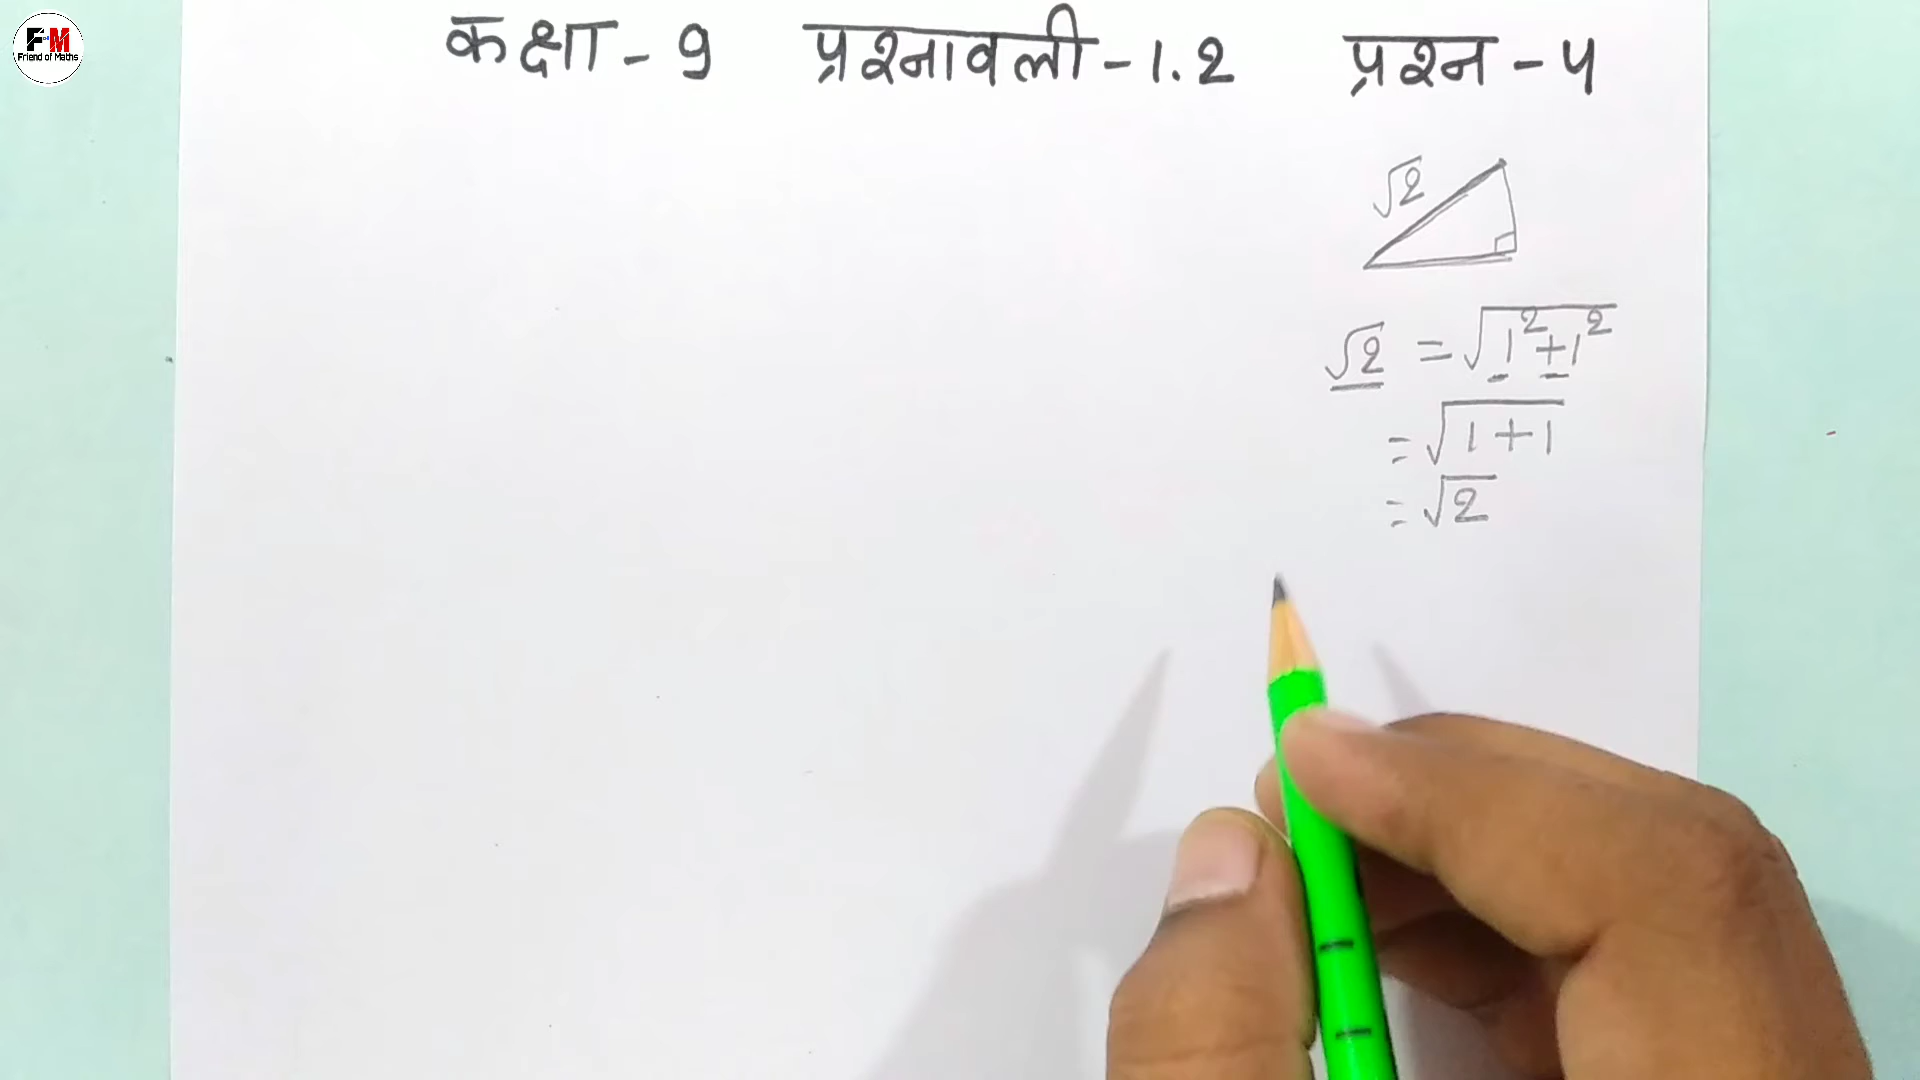 FM
Friend of Maths
कक्षा - 9 प्रश्नावली - 1.2 प्रश्न - 4
√2
√2 = √1²+1²
= √1+1
= √2